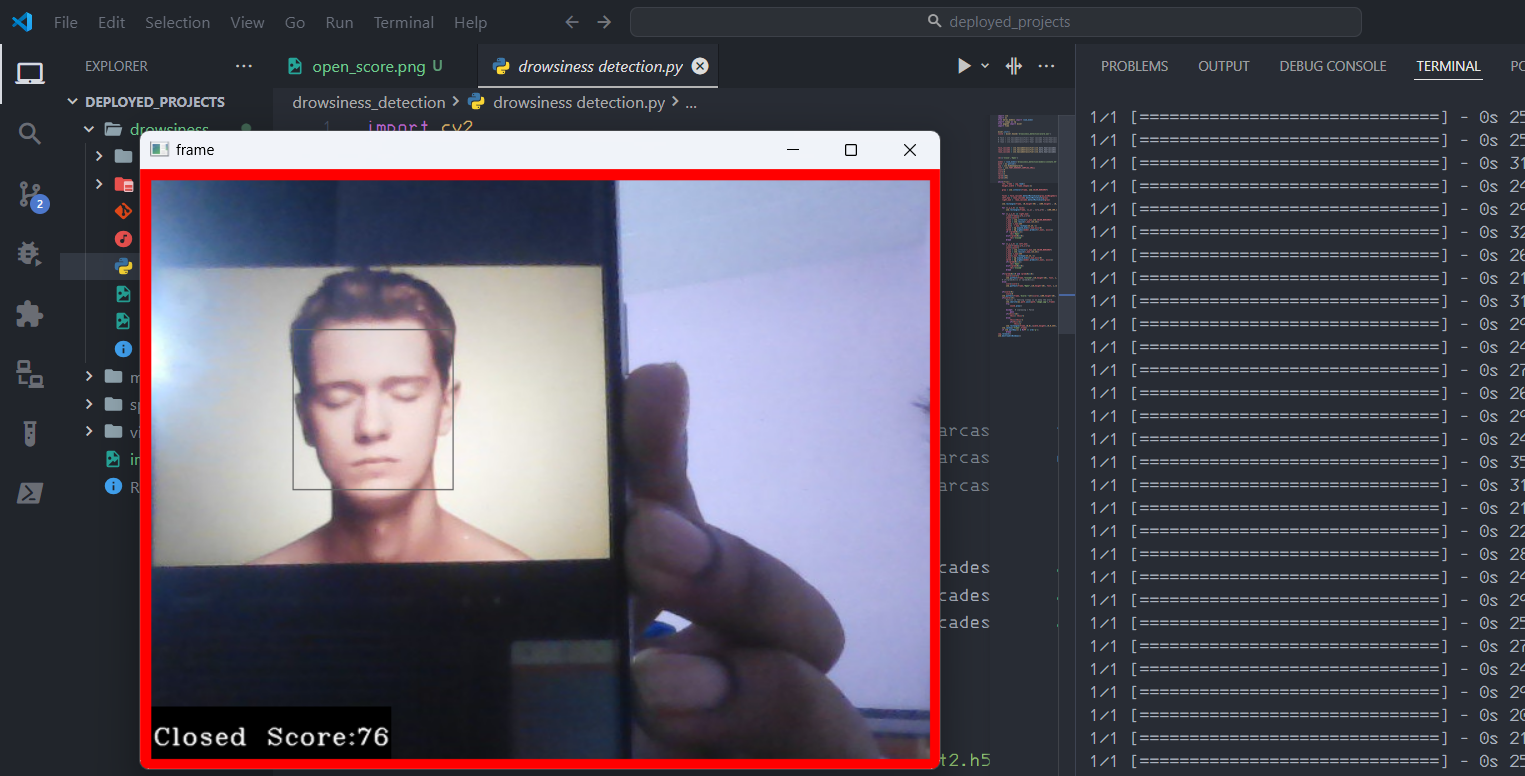 File Edit Selection View Go Run Terminal Help
deployed_projects
EXPLORER
DEPLOYED_PROJECTS
drowsiness
2
open_score.png U
drowsiness detection.py
drowsiness_detection > drowsiness detection.py > ...
1 import cv2
frame
Closed Score:76
arcas
arcas
arcas
cades
cades
cades
t2.h5
PROBLEMS OUTPUT DEBUG CONSOLE TERMINAL PO
1/1 [==============================] - 0s 25
1/1 [==============================] - 0s 25
1/1 [==============================] - 0s 31
1/1 [==============================] - 0s 24
1/1 [==============================] - 0s 29
1/1 [==============================] - 0s 32
1/1 [==============================] - 0s 26
1/1 [==============================] - 0s 21
1/1 [==============================] - 0s 31
1/1 [==============================] - 0s 29
1/1 [==============================] - 0s 24
1/1 [==============================] - 0s 27
1/1 [==============================] - 0s 26
1/1 [==============================] - 0s 29
1/1 [==============================] - 0s 24
1/1 [==============================] - 0s 35
1/1 [==============================] - 0s 31
1/1 [==============================] - 0s 21
1/1 [==============================] - 0s 22
1/1 [==============================] - 0s 28
1/1 [==============================] - 0s 24
1/1 [==============================] - 0s 29
1/1 [==============================] - 0s 25
1/1 [==============================] - 0s 27
1/1 [==============================] - 0s 24
1/1 [==============================] - 0s 29
1/1 [==============================] - 0s 20
1/1 [==============================] - 0s 21
1/1 [==============================] - 0s 25